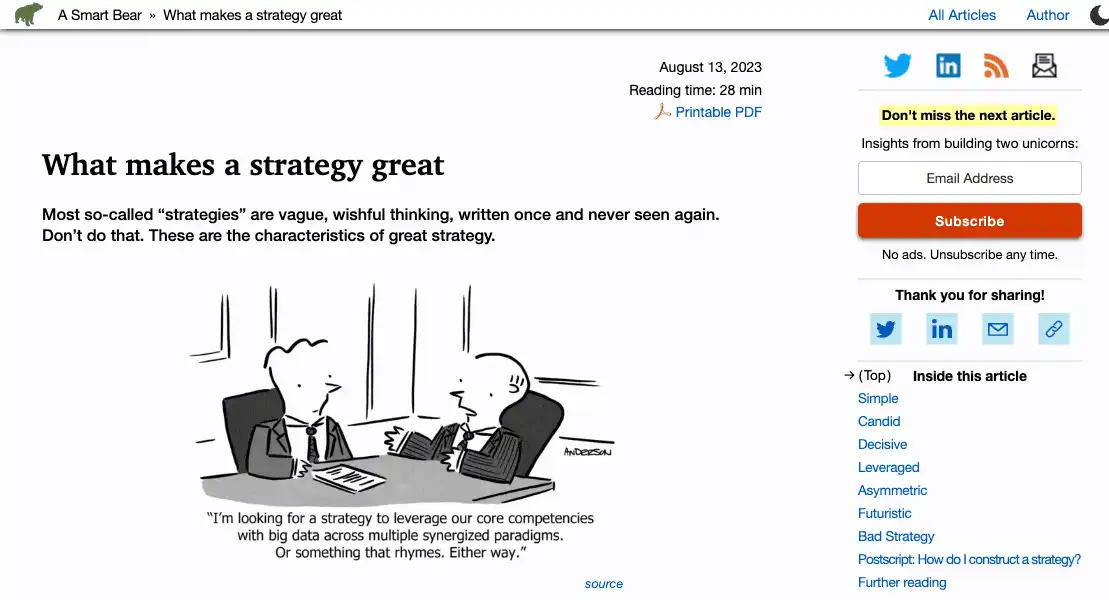 A Smart Bear » What makes a strategy great
All Articles
Author
August 13, 2023
Reading time: 28 min
Printable PDF
What makes a strategy great
Most so-called “strategies” are vague, wishful thinking, written once and never seen again.
Don’t do that. These are the characteristics of great strategy.
ANDERSON
“I’m looking for a strategy to leverage our core competencies
with big data across multiple synergized paradigms.
Or something that rhymes. Either way.”
source
Don’t miss the next article.
Insights from building two unicorns:
Email Address
Subscribe
No ads. Unsubscribe any time.
Thank you for sharing!
→ (Top) Inside this article
Simple
Candid
Decisive
Leveraged
Asymmetric
Futuristic
Bad Strategy
Postscript: How do I construct a strategy?
Further reading